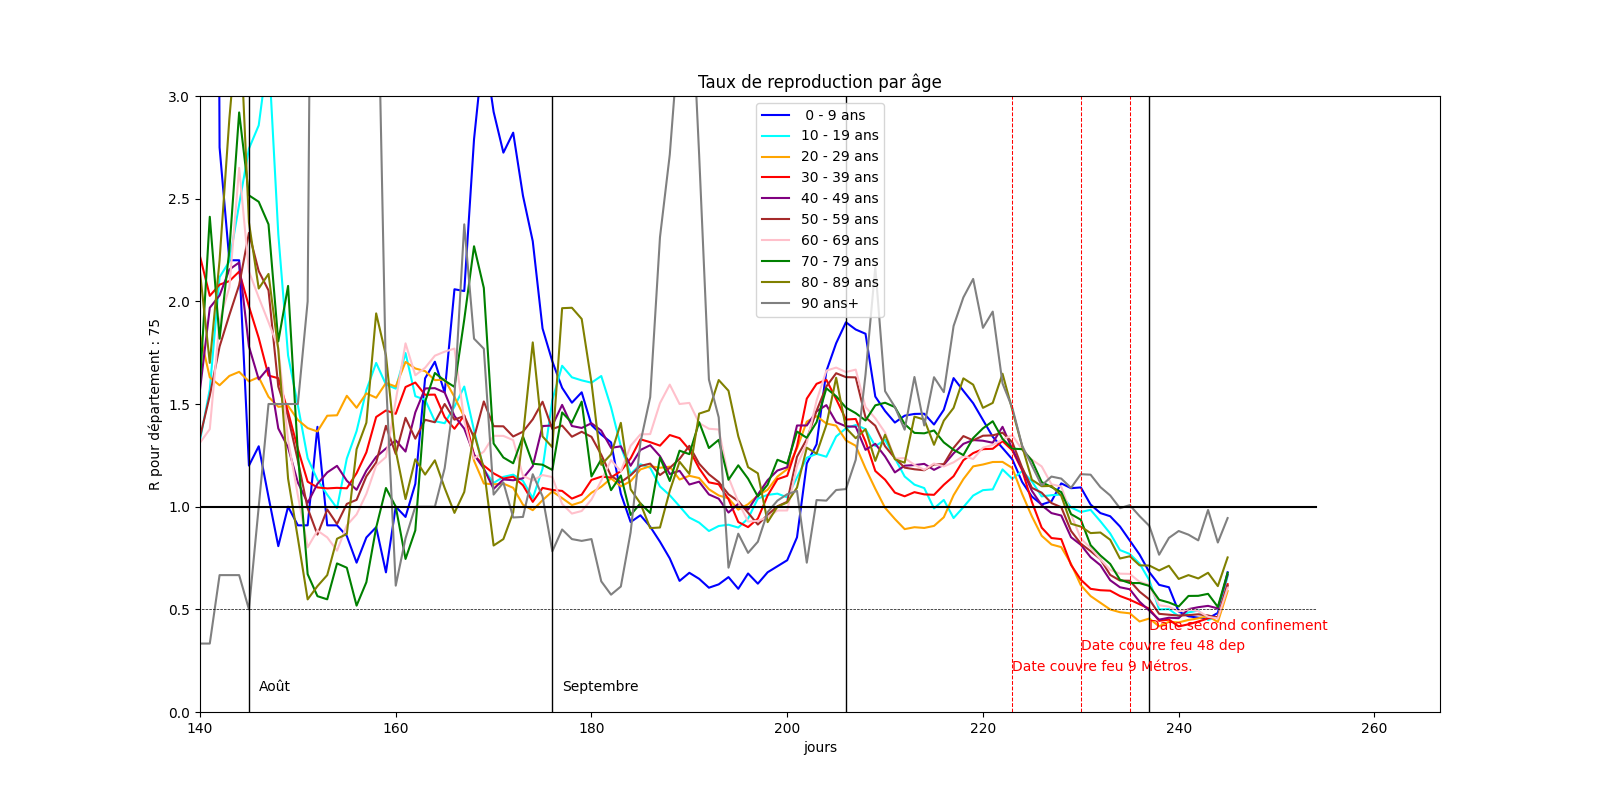 Taux de reproduction par âge
3.0
2.5
2.0
1.5
1.0
0.5
0.0
R pour département : 75
0 - 9 ans
10 - 19 ans
20 - 29 ans
30 - 39 ans
40 - 49 ans
50 - 59 ans
60 - 69 ans
70 - 79 ans
80 - 89 ans
90 ans+
Date second confinement
Date couvre feu 48 dep
Date couvre feu 9 Métros.
Août
Septembre
140
160
180
200
220
240
260
jours